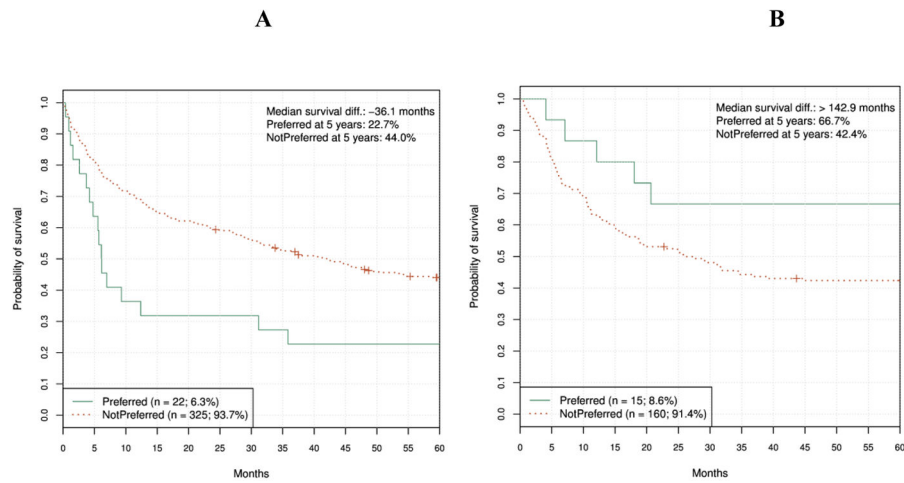 A
B
Median survival diff.: −36.1 months
Preferred at 5 years: 22.7%
NotPreferred at 5 years: 44.0%
Probability of survival
0.0 0.1 0.2 0.3 0.4 0.5 0.6 0.7 0.8 0.9 1.0
Preferred (n = 22; 6.3%)
NotPreferred (n = 325; 93.7%)
0 5 10 15 20 25 30 35 40 45 50 55 60
Months
Median survival diff.: > 142.9 months
Preferred at 5 years: 66.7%
NotPreferred at 5 years: 42.4%
Probability of survival
0.0 0.1 0.2 0.3 0.4 0.5 0.6 0.7 0.8 0.9 1.0
Preferred (n = 15; 8.6%)
NotPreferred (n = 160; 91.4%)
0 5 10 15 20 25 30 35 40 45 50 55 60
Months